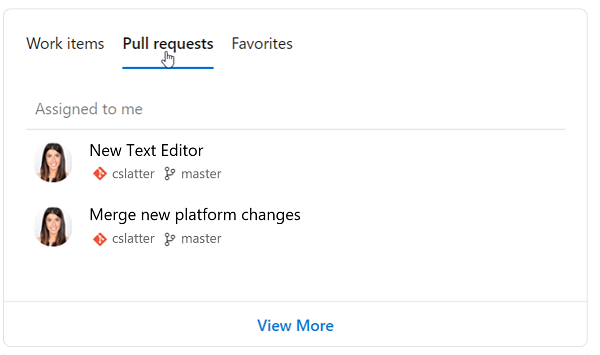 Work items Pull requests Favorites
Assigned to me
New Text Editor
cslatter master
Merge new platform changes
cslatter master
View More